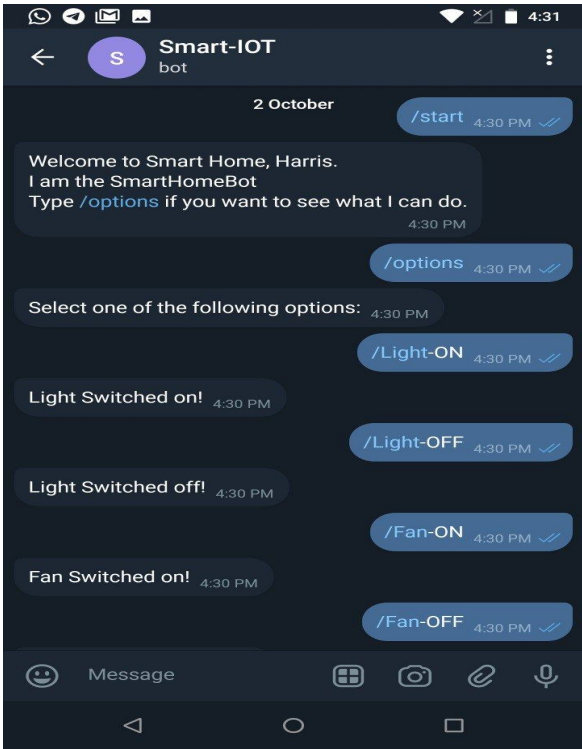 4:31
S
Smart-IOT
bot
2 October
/start 4:30 PM
Welcome to Smart Home, Harris.
I am the SmartHomeBot
Type /options if you want to see what I can do.
4:30 PM
/options 4:30 PM
Select one of the following options: 4:30 PM
/Light-ON 4:30 PM
Light Switched on! 4:30 PM
/Light-OFF 4:30 PM
Light Switched off! 4:30 PM
/Fan-ON 4:30 PM
Fan Switched on! 4:30 PM
/Fan-OFF 4:30 PM
Message